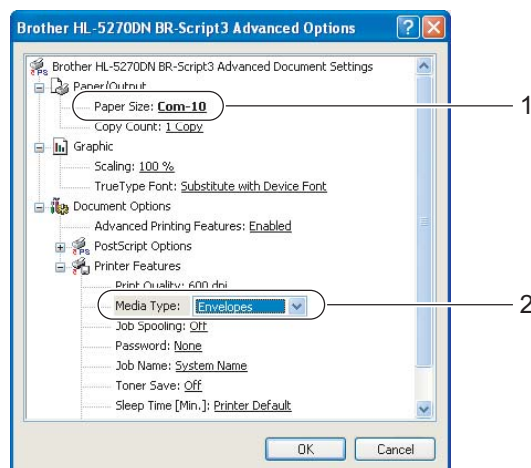 Brother HL-5270DN BR-Script3 Advanced Options
Brother HL-5270DN BR-Script3 Advanced Document Settings
Paper/Output
Paper Size: Com-10
1
Copy Count: 1 Copy
Graphic
Scaling: 100 %
TrueType Font: Substitute with Device Font
Document Options
Advanced Printing Features: Enabled
PostScript Options
Printer Features
Print Quality: 600 dpi
Media Type: Envelopes
2
Job Spooling: Off
Password: None
Job Name: System Name
Toner Save: Off
Sleep Time [Min.]: Printer Default
OK
Cancel